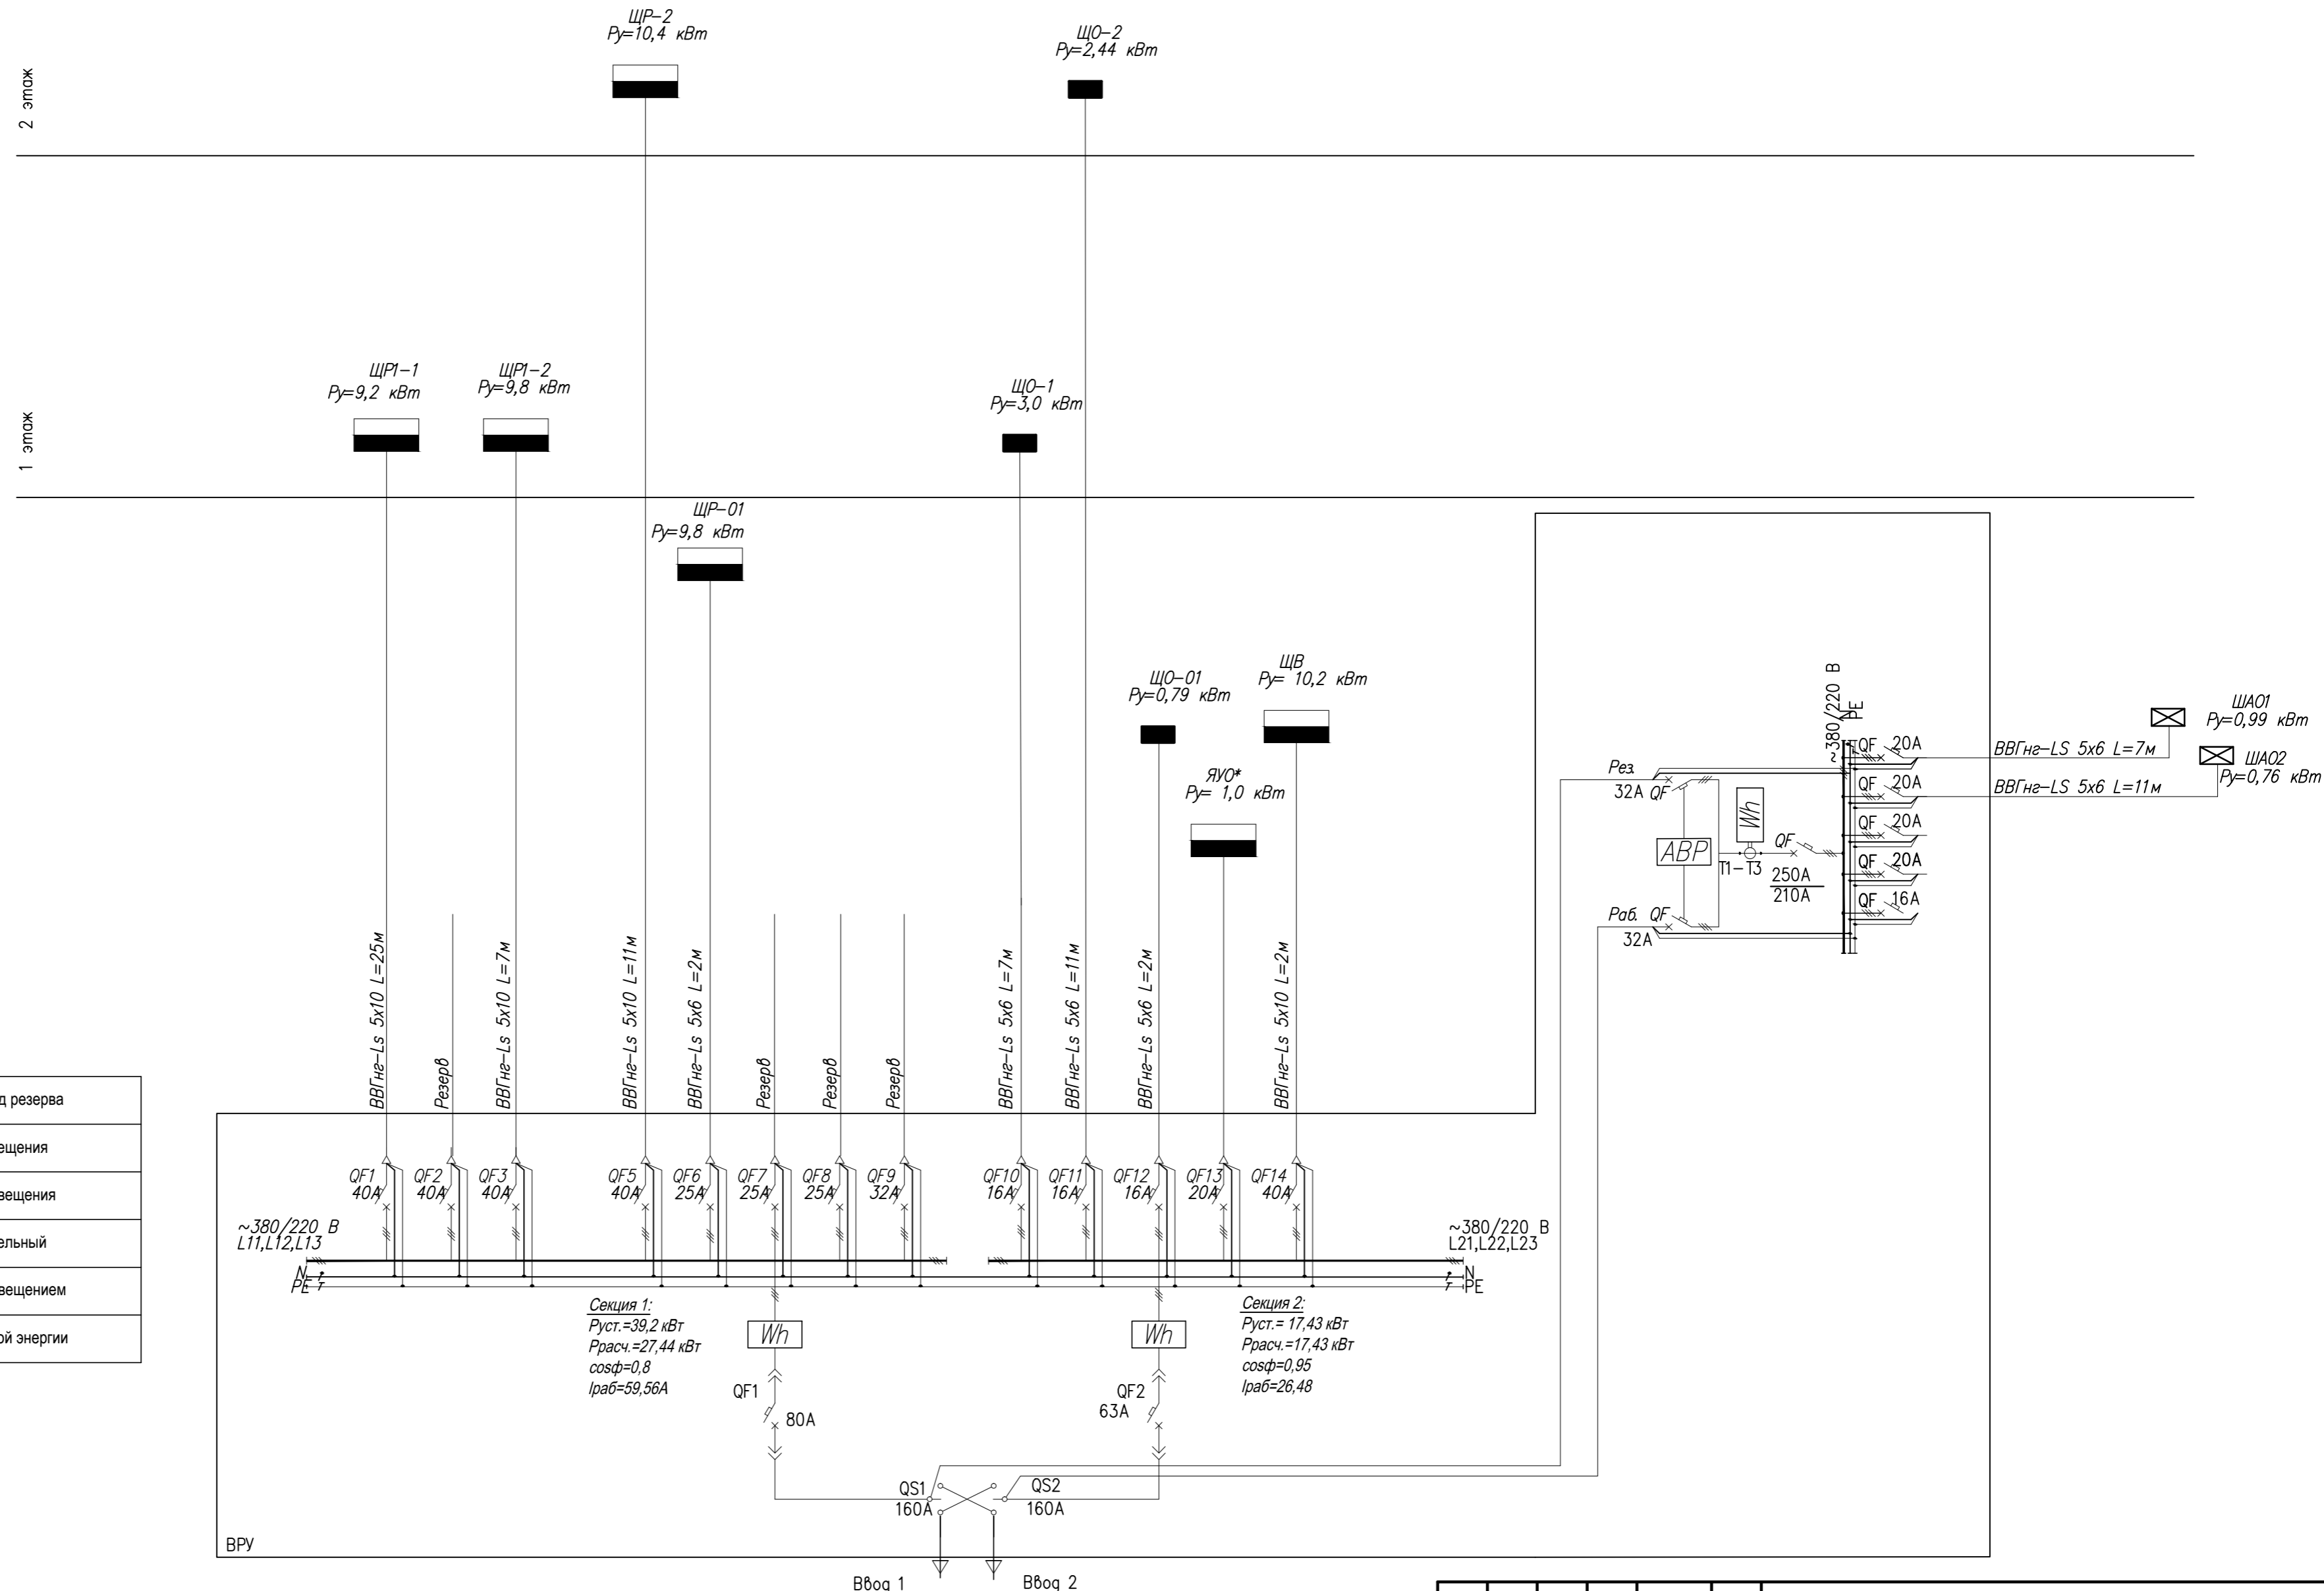 ЩР-2
Ру=10,4 кВт
ЩО-2
Ру=2,44 кВт
2 этаж
ЩР1-1
Ру=9,2 кВт
ЩР1-2
Ру=9,8 кВт
ЩО-1
Ру=3,0 кВт
1 этаж
ЩР-01
Ру=9,8 кВт
ЩО-01
Ру=0,79 кВт
ЩВ
Ру= 10,2 кВт
ЯУО*
Ру= 1,0 кВт
~380/220 В
N
PE
ШАО1
Ру=0,99 кВт
ШАО2
Ру=0,76 кВт
QF 20А
ВВГнг-LS 5х6 L=7м
QF 20А
ВВГнг-LS 5х6 L=11м
QF 20А
QF 20А
QF 16А
Рез.
32А QF
Wh
АВР
Т1-Т3
QF
250А
210А
Раб. QF
32А
ВВГнг-Ls 5х10 L=25м
Резерв
ВВГнг-Ls 5х10 L=7м
ВВГнг-Ls 5х10 L=11м
ВВГнг-Ls 5х6 L=2м
Резерв
Резерв
Резерв
ВВГнг-Ls 5х6 L=7м
ВВГнг-Ls 5х6 L=11м
ВВГнг-Ls 5х6 L=2м
ВВГнг-Ls 5х10 L=2м
д резерва
ещения
вещения
ельный
вещением
ой энергии
QF1
40А
QF2
40А
QF3
40А
QF5
40А
QF6
25А
QF7
25А
QF8
25А
QF9
32А
QF10
16А
QF11
16А
QF12
16А
QF13
20А
QF14
40А
~380/220 В
L11,L12,L13
N
PE
~380/220 В
L21,L22,L23
N
PE
Секция 1:
Руст.=39,2 кВт
Ррасч.=27,44 кВт
cosф=0,8
Iраб=59,56А
Wh
QF1
80А
Wh
QF2
63А
Секция 2:
Руст.= 17,43 кВт
Ррасч.=17,43 кВт
cosф=0,95
Iраб=26,48
QS1
160А
QS2
160А
ВРУ
Ввод 1
Ввод 2